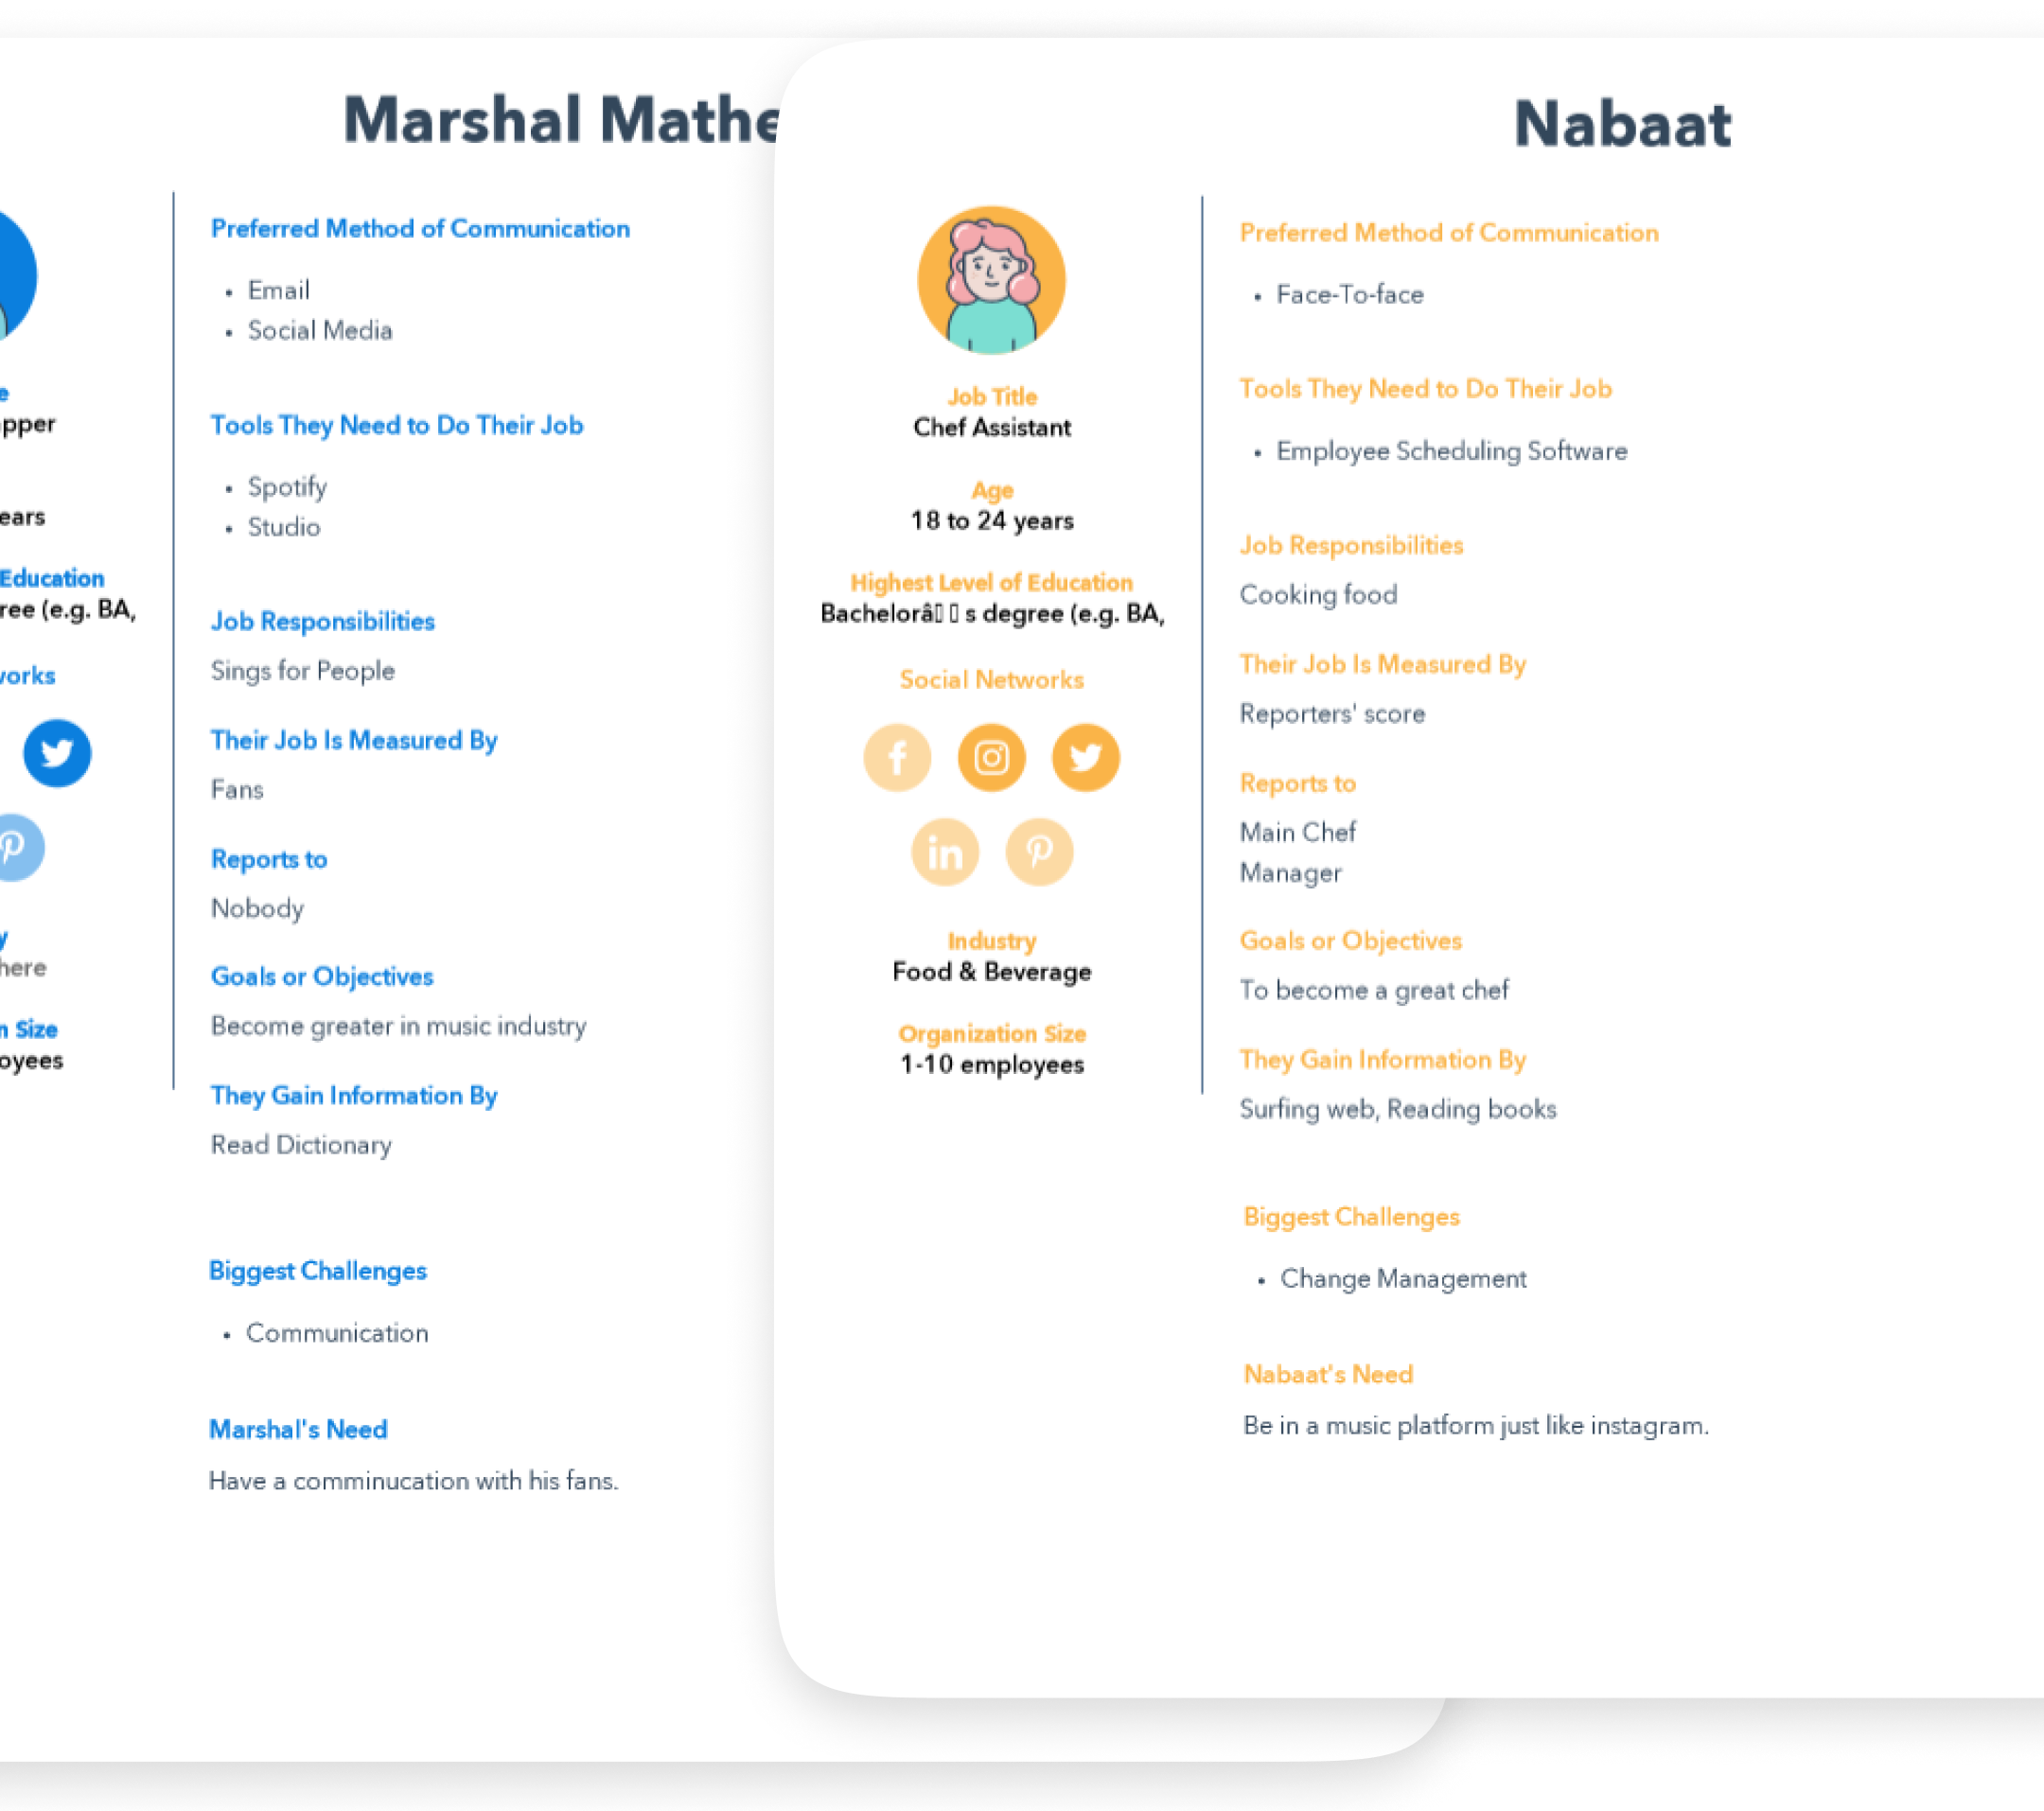 Marshal Mathe
Preferred Method of Communication
Email
Social Media
Tools They Need to Do Their Job
Spotify
Studio
Job Responsibilities
Sings for People
Their Job Is Measured By
Fans
Reports to
Nobody
Goals or Objectives
Become greater in music industry
They Gain Information By
Read Dictionary
Biggest Challenges
Communication
Marshal's Need
Have a comminucation with his fans.
e
pper
ears
Education
ree (e.g. BA,
vorks
y
here
n Size
oyees
Nabaat
Job Title
Chef Assistant
Age
18 to 24 years
Highest Level of Education
Bachelorâ▯▯s degree (e.g. BA,
Social Networks
f
in
Industry
Food & Beverage
Organization Size
1-10 employees
Preferred Method of Communication
Face-To-face
Tools They Need to Do Their Job
Employee Scheduling Software
Job Responsibilities
Cooking food
Their Job Is Measured By
Reporters' score
Reports to
Main Chef
Manager
Goals or Objectives
To become a great chef
They Gain Information By
Surfing web, Reading books
Biggest Challenges
Change Management
Nabaat's Need
Be in a music platform just like instagram.